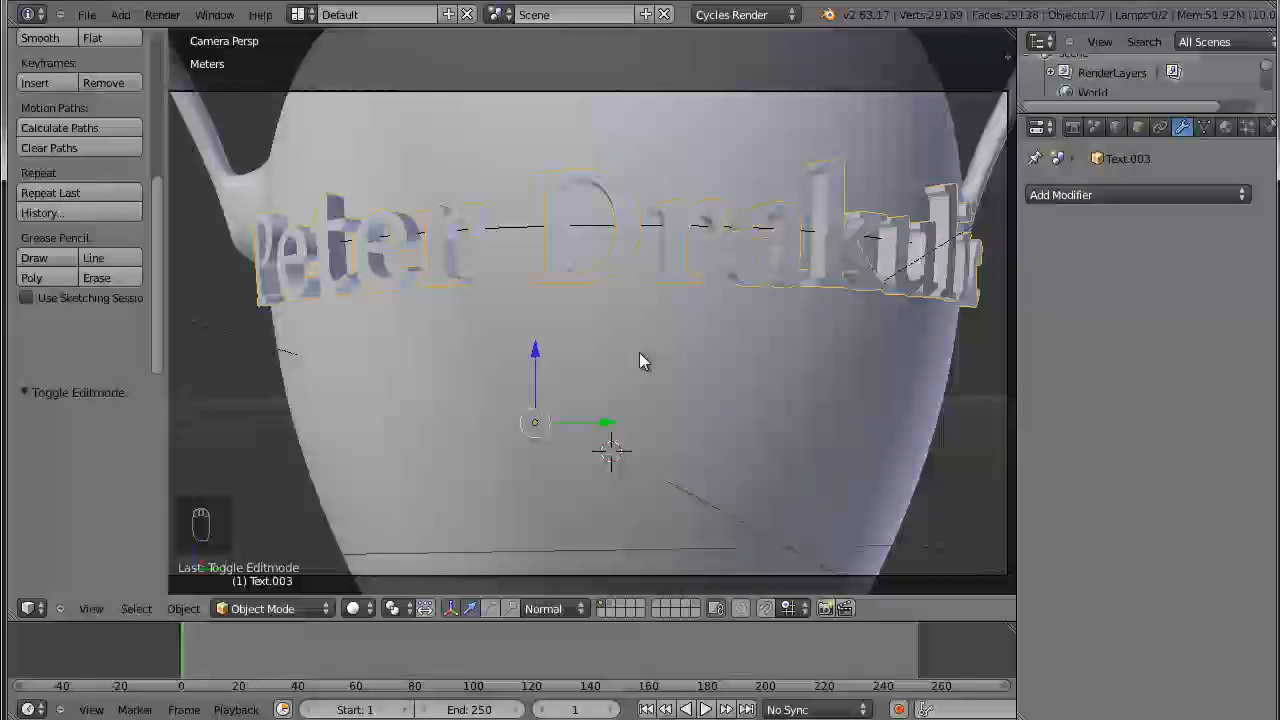 File Add Render Window Help Default Scene Cycles Render v2 63.17 | Verts:29169 | Faces:29138 | Objects:1/7 | Lamps:0/2 | Mem:51.92M (10.0
Smooth Flat
Keyframes:
Insert Remove
Motion Paths:
Calculate Paths
Clear Paths
Repeat
Repeat Last
History...
Grease Pencil:
Draw Line
Poly Erase
Use Sketching Sessio
Toggle Editmode
Camera Persp
Meters
Peter Drakulić
Last: Toggle Editmode
(1) Text.003
View Search All Scenes
RenderLayers
World
Text.003
Add Modifier
View Select Object Object Mode Normal
-40 -20 0 20 40 60 80 100 120 140 160 180 200 220 240 260
View Marker Frame Playback Start: 1 End: 250 1 No Sync